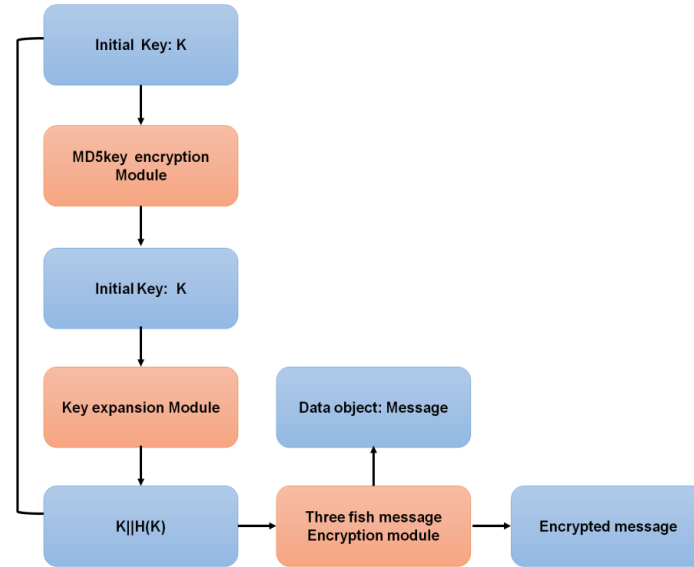 Initial Key: K
MD5key encryption
Module
Initial Key: K
Key expansion Module
Data object: Message
K||H(K)
Three fish message
Encryption module
Encrypted message